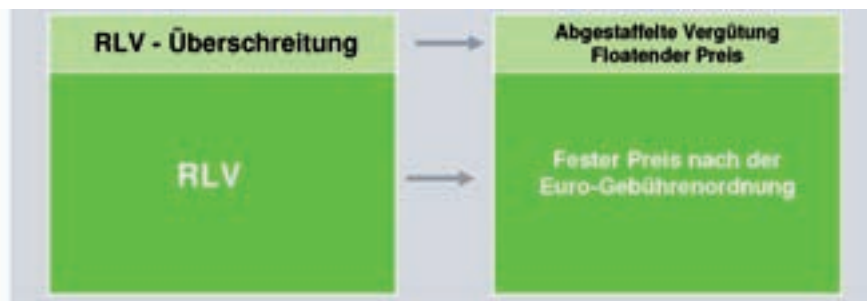 RLV - Überschreitung
Abgestaffelte Vergütung
Floatender Preis
RLV
Fester Preis nach der
Euro-Gebührenordnung